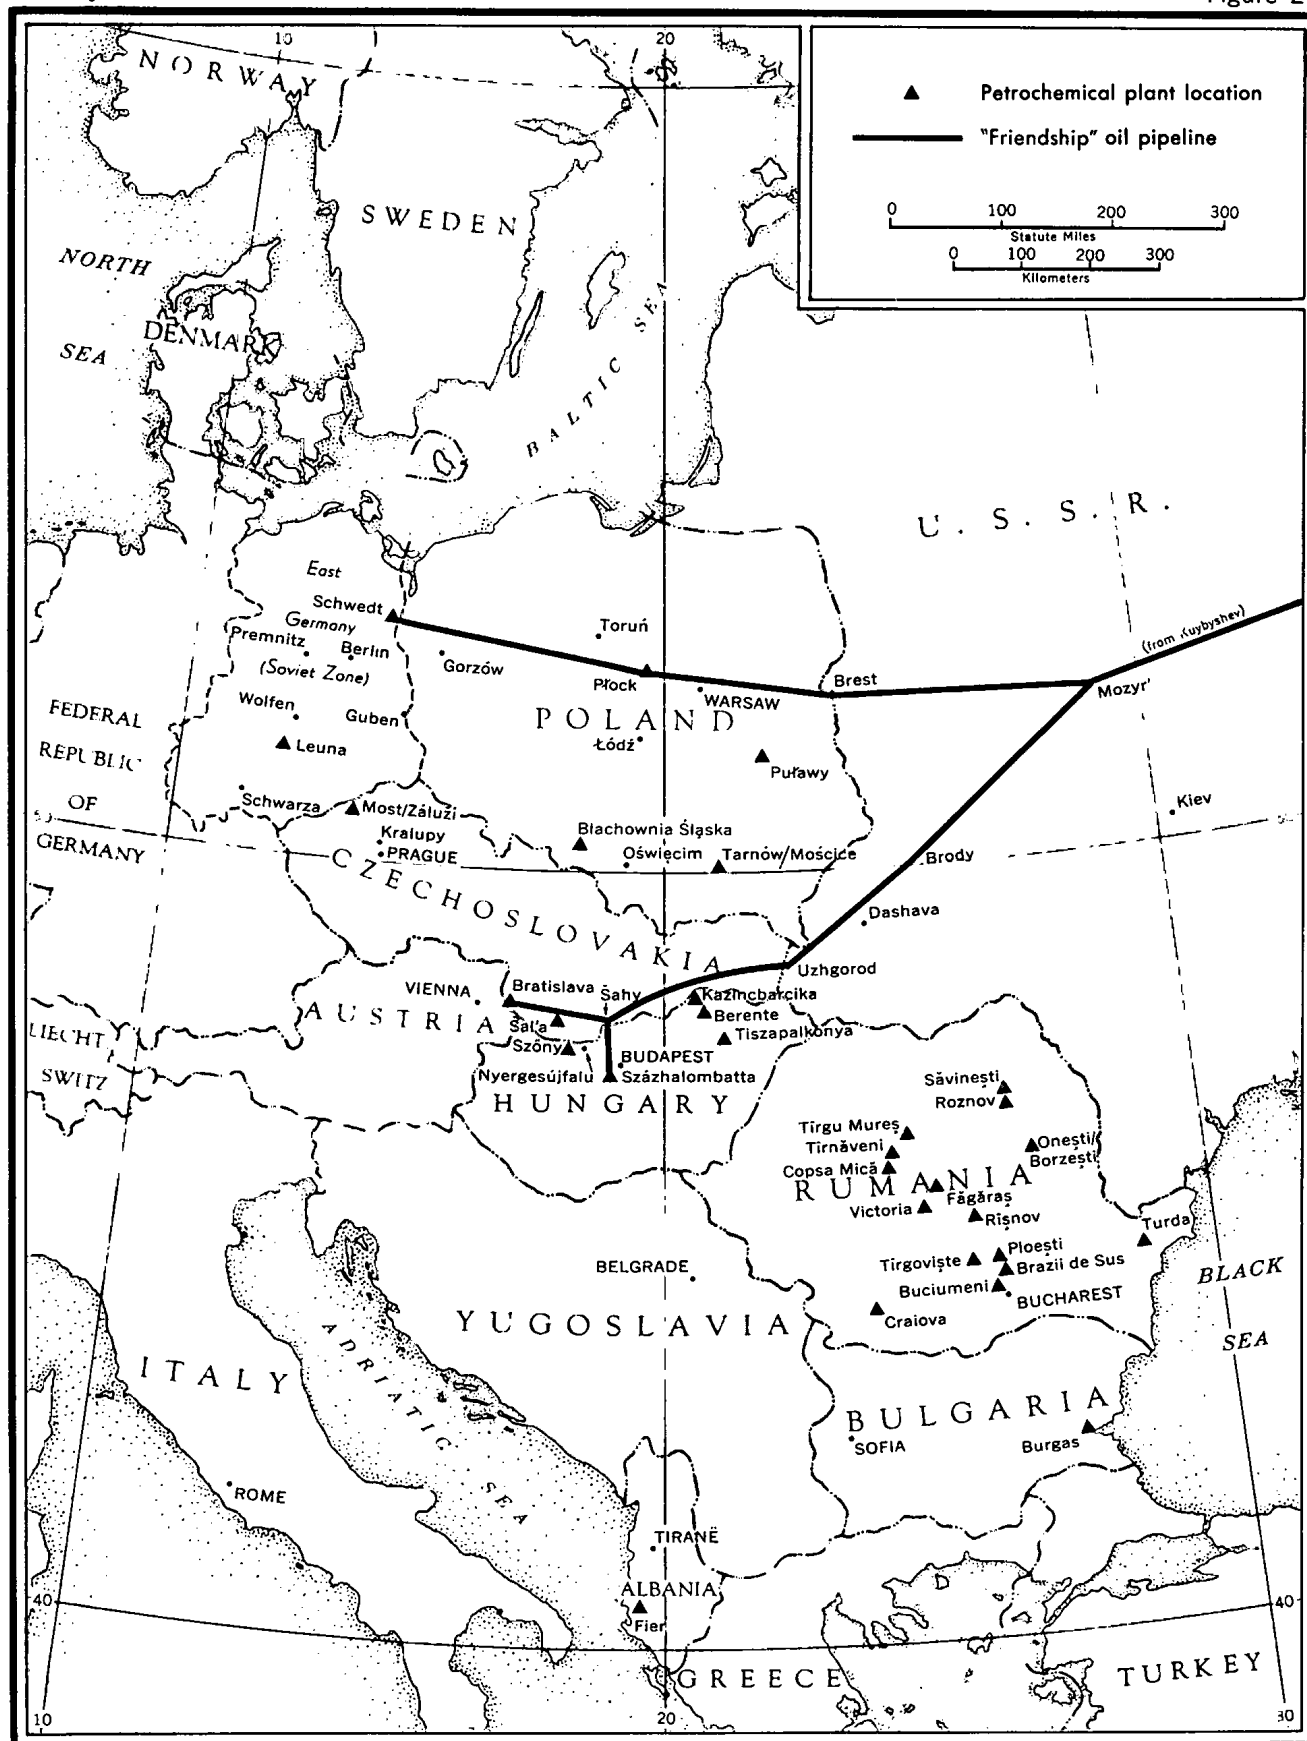 Figure 2
10
20
NORWAY
▲ Petrochemical plant location
"Friendship" oil pipeline
0 100 200 300
Statute Miles
0 100 200 300
Kilometers
SWEDEN
NORTH
SEA
DENMARK
BALTIC SEA
U.S.S.R.
East
Germany
(Soviet Zone)
Schwedt
Premnitz
Berlin
Gorzów
Toruń
Płock
WARSAW
Brest
Mozyr'
(from Kuybyshev)
Wolfen
Guben
Leuna
POLAND
Łódź
Puławy
FEDERAL
REPUBLIC
OF
GERMANY
Schwarza
Most/Záluží
Kralupy
PRAGUE
Blachownia Śląska
Oświęcim
Tarnów/Mościce
Kiev
50
Brody
Dashava
CZECHOSLOVAKIA
Uzhgorod
VIENNA
Bratislava
Šahy
AUSTRIA
Šal'a
Kazincbarcika
Berente
Tiszapalkonya
Szőny
Nyergesújfalu
BUDAPEST
Százhalombatta
HUNGARY
LIECHT
SWITZ
Săvinești
Roznov
Tîrgu Mureș
Tîrnăveni
Copsa Mică
Onești/
Borzești
RUMANIA
Victoria
Făgăraș
Rîșnov
Turda
Tîrgoviște
Ploești
Brazii de Sus
Buciumeni
BUCHAREST
Craiova
BELGRADE
YUGOSLAVIA
BLACK
SEA
ITALY
ADRIATIC SEA
BULGARIA
SOFIA
Burgas
ROME
TIRANË
ALBANIA
Fier
40
40
GREECE
TURKEY
10
20
30